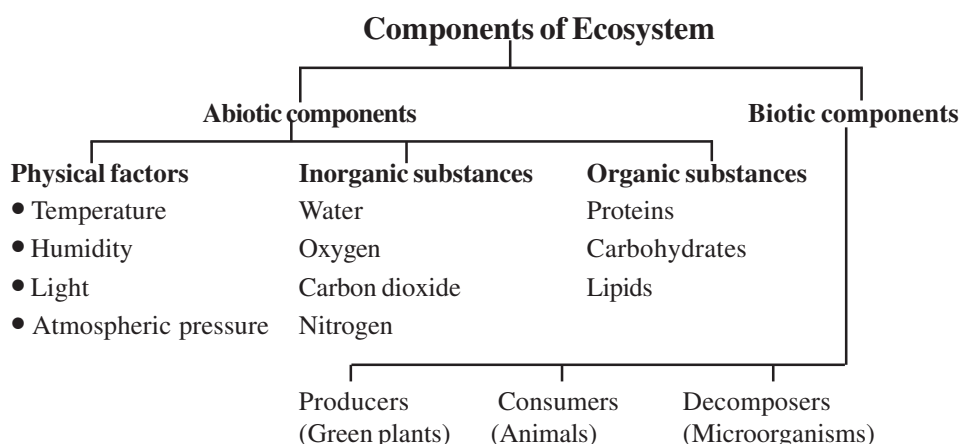 Components of Ecosystem
Abiotic components
Biotic components
Physical factors
• Temperature
• Humidity
• Light
• Atmospheric pressure
Inorganic substances
Water
Oxygen
Carbon dioxide
Nitrogen
Organic substances
Proteins
Carbohydrates
Lipids
Producers
(Green plants)
Consumers
(Animals)
Decomposers
(Microorganisms)